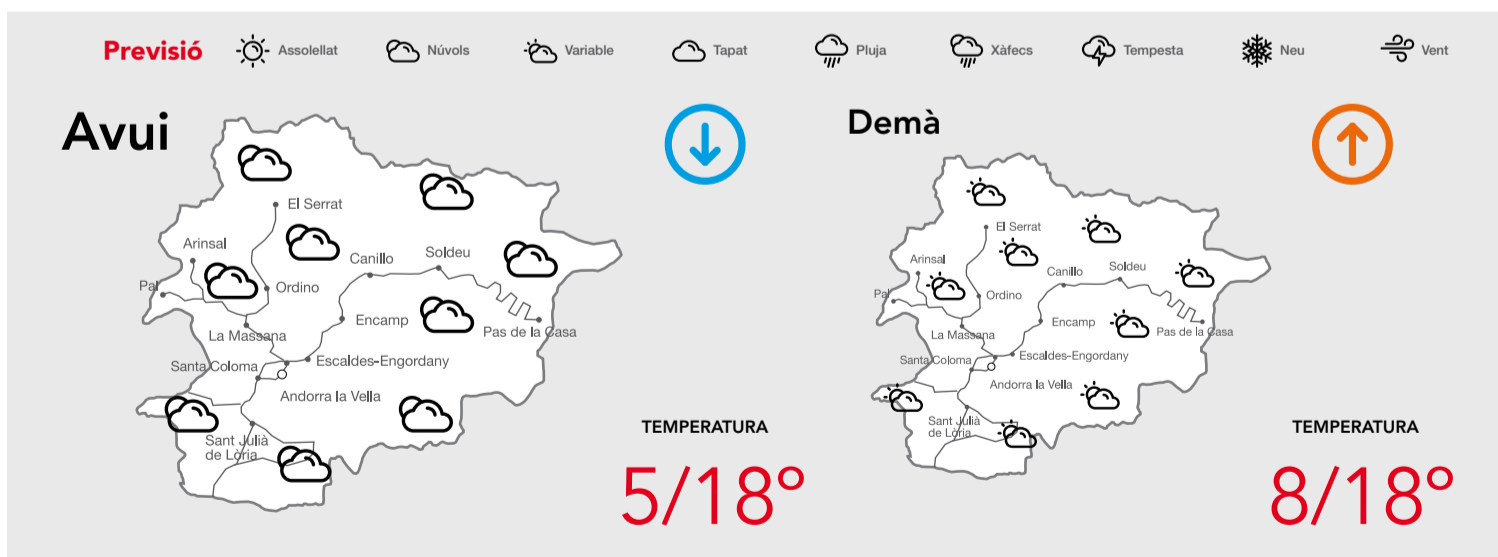 Previsió
Assolellat
Núvols
Variable
Tapat
Pluja
Xàfecs
Tempesta
Neu
Vent
Avui
El Serrat
Arinsal
Soldeu
Canillo
Pal
Ordino
Encamp
Pas de la Casa
La Massana
Escaldes-Engordany
Santa Coloma
Andorra la Vella
Sant Julià
de Lòria
TEMPERATURA
5/18º
Demà
El Serrat
Arinsal
Soldeu
Canillo
Pal
Ordino
Encamp
Pas de la Casa
La Massana
Escaldes-Engordany
Santa Coloma
Andorra la Vella
Sant Julià
de Lòria
TEMPERATURA
8/18º